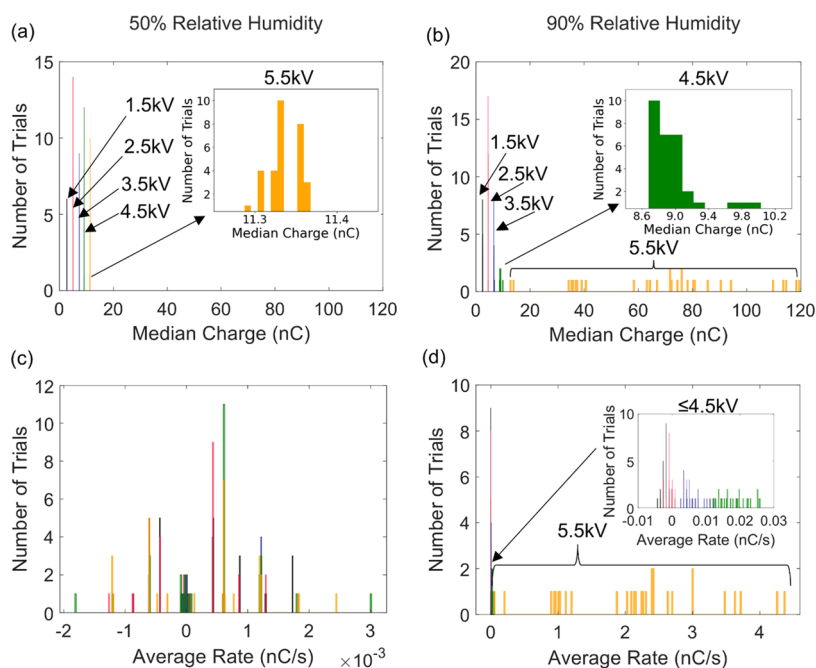 50% Relative Humidity
90% Relative Humidity
(a)
15
10
5
0
0 20 40 60 80 100 120
Number of Trials
Median Charge (nC)
1.5kV
2.5kV
3.5kV
4.5kV
5.5kV
10
8
6
4
2
11.3 11.4
Number of Trials
Median Charge (nC)
(b)
20
15
10
5
0
0 20 40 60 80 100 120
Number of Trials
Median Charge (nC)
1.5kV
2.5kV
3.5kV
4.5kV
10
8
6
4
2
8.6 9.0 9.4 9.8 10.2
Number of Trials
Median Charge (nC)
5.5kV
(c)
12
10
8
6
4
2
0
-2 -1 0 1 2 3
Number of Trials
Average Rate (nC/s) ×10⁻³
(d)
10
8
6
4
2
0
0 1 2 3 4
Number of Trials
Average Rate (nC/s)
≤4.5kV
10
5
0
-0.01 0 0.01 0.02 0.03
Number of Trials
Average Rate (nC/s)
5.5kV